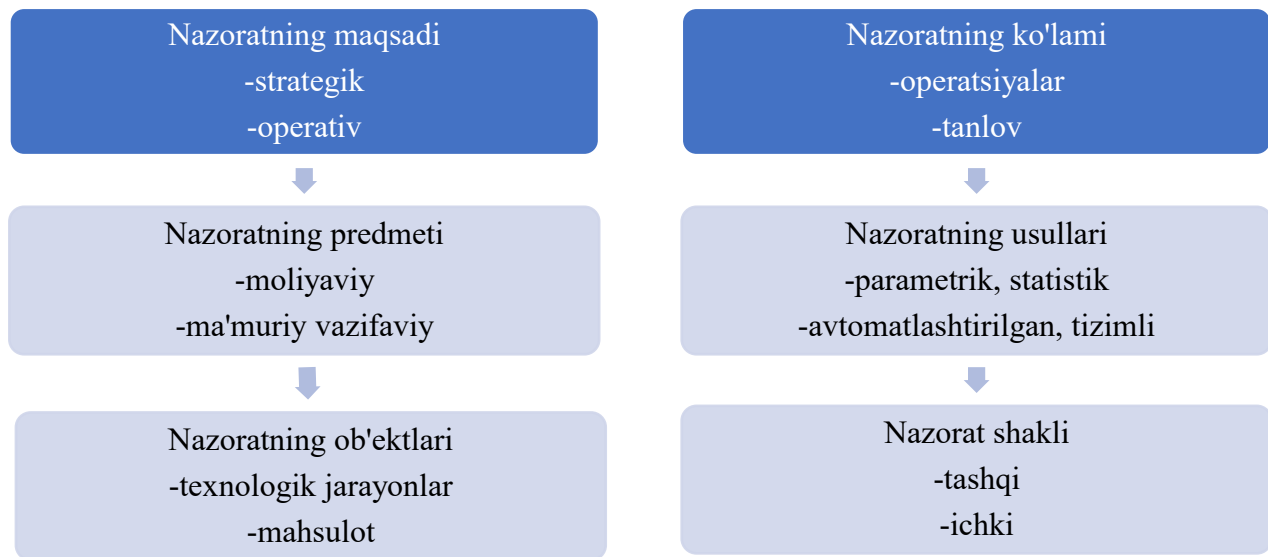 Nazoratning maqsadi
-strategik
-operativ
Nazoratning predmeti
-moliyaviy
-ma'muriy vazifaviy
Nazoratning ob'ektlari
-texnologik jarayonlar
-mahsulot
Nazoratning ko'lami
-operatsiyalar
-tanlov
Nazoratning usullari
-parametrik, statistik
-avtomatlashtirilgan, tizimli
Nazorat shakli
-tashqi
-ichki